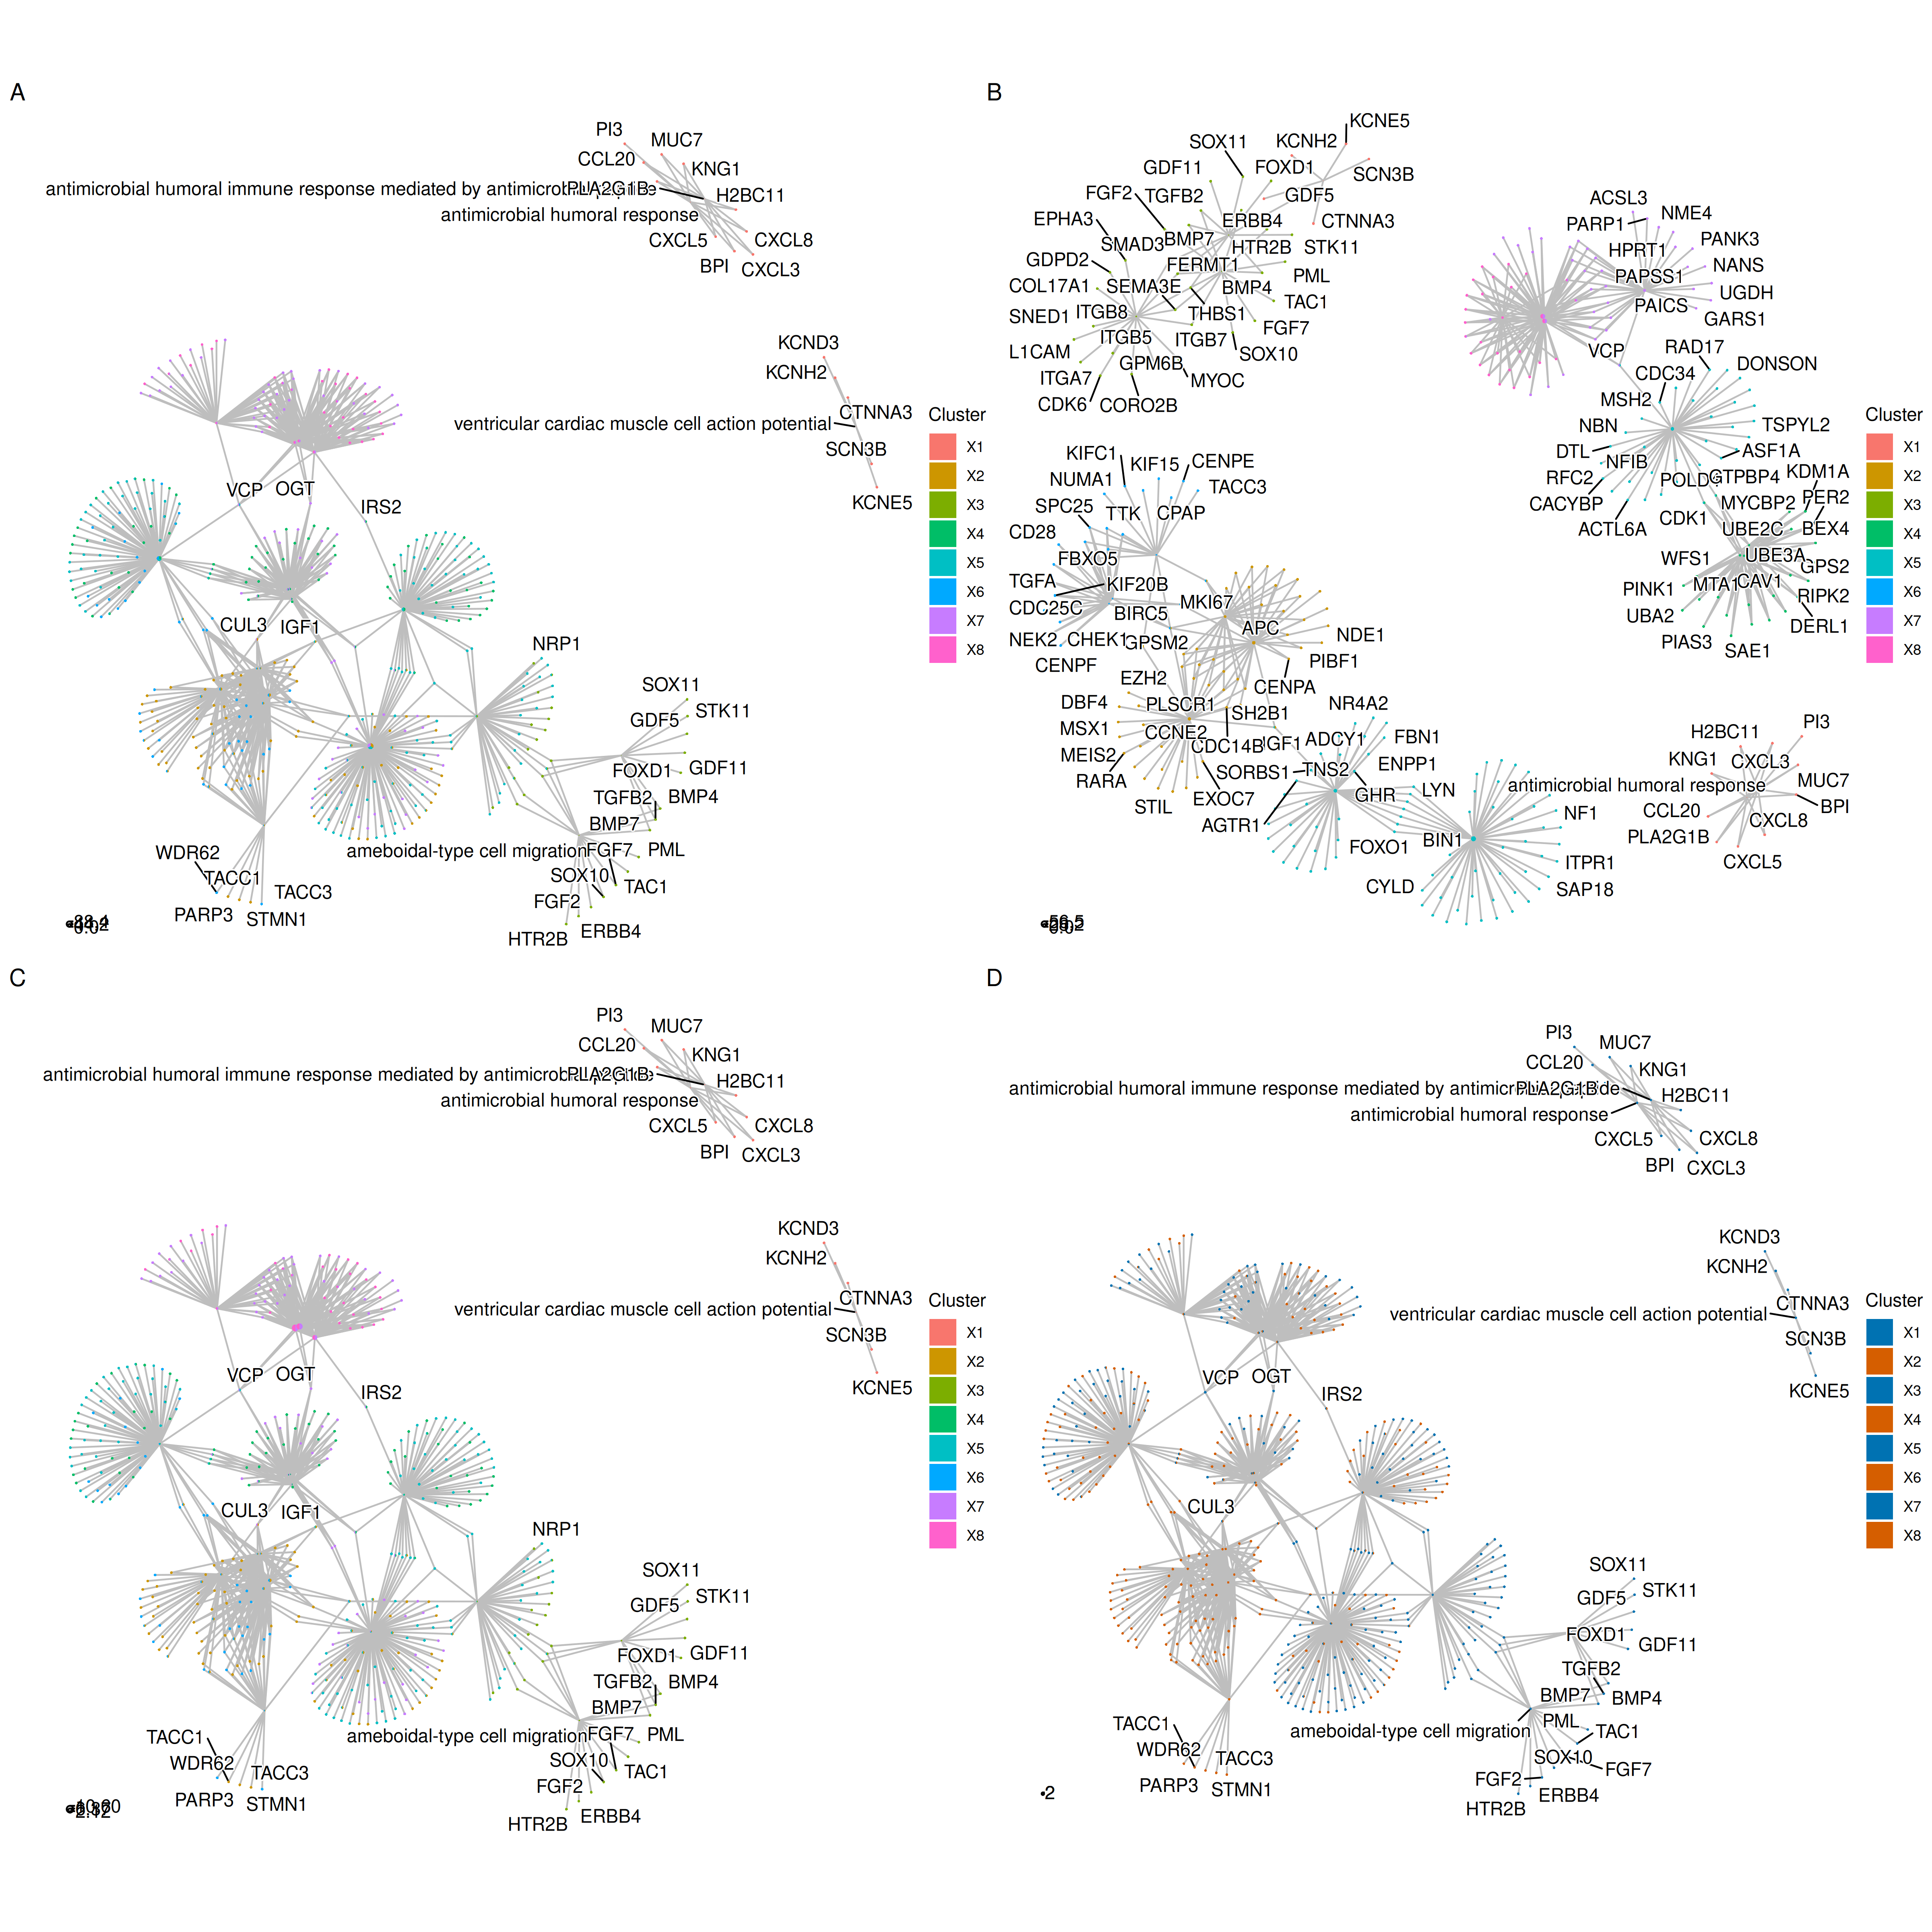 A
PI3
MUC7
CCL20
KNG1
antimicrobial humoral immune response mediated by
PLA2G1B
H2BC11
antimicrobial humoral response
CXCL5
CXCL8
BPI
CXCL3
KCND3
KCNH2
CTNNA3
ventricular cardiac muscle cell action potential
SCN3B
KCNE5
VCP
OGT
IRS2
CUL3
IGF1
NRP1
SOX11
STK11
GDF5
FOXD1
GDF11
TGFB2
BMP4
BMP7
ameboidal-type cell migration
FGF7
PML
SOX10
TAC1
FGF2
HTR2B
ERBB4
WDR62
TACC1
TACC3
PARP3
STMN1
Cluster
X1
X2
X3
X4
X5
X6
X7
X8
B
KCNE5
SOX11
KCNH2
GDF11
FOXD1
SCN3B
FGF2
TGFB2
GDF5
EPHA3
ERBB4
CTNNA3
SMAD3
BMP7
HTR2B
STK11
GDPD2
FERMT1
PML
COL17A1
SEMA3E
BMP4
TAC1
SNED1
ITGB8
THBS1
FGF7
L1CAM
ITGB5
ITGB7
SOX10
ITGA7
GPM6B
MYOC
CDK6
CORO2B
ACSL3
PARP1
NME4
HPRT1
PANK3
PAPSS1
NANS
PAICS
UGDH
GARS1
VCP
RAD17
CDC34
DONSON
MSH2
NBN
TSPYL2
DTL
NFIB
ASF1A
RFC2
GTPBP4
KDM1A
CACYBP
MYCBP2
PER2
ACTL6A
CDK1
UBE2C
BEX4
WFS1
UBE3A
GPS2
PINK1
MTA1
CAV1
RIPK2
UBA2
DERL1
PIAS3
SAE1
KIFC1
KIF15
CENPE
NUMA1
TACC3
SPC25
TTK
CPAP
CD28
FBXO5
TGFA
KIF20B
CDC25C
BIRC5
MKI67
NEK2
CHEK1
GPSM2
APC
NDE1
CENPF
PIBF1
EZH2
CENPA
DBF4
PLSCR1
SH2B1
NR4A2
MSX1
CCNE2
CDC14B
IGF1
ADCY1
FBN1
MEIS2
SORBS1
TNS2
ENPP1
RARA
EXOC7
GHR
LYN
STIL
AGTR1
FOXO1
BIN1
NF1
CYLD
ITPR1
SAP18
H2BC11
PI3
KNG1
CXCL3
antimicrobial humoral response
MUC7
CCL20
BPI
PLA2G1B
CXCL8
CXCL5
Cluster
X1
X2
X3
X4
X5
X6
X7
X8
C
PI3
MUC7
CCL20
KNG1
antimicrobial humoral immune response mediated by
PLA2G1B
H2BC11
antimicrobial humoral response
CXCL5
CXCL8
BPI
CXCL3
KCND3
KCNH2
CTNNA3
ventricular cardiac muscle cell action potential
SCN3B
KCNE5
VCP
OGT
IRS2
CUL3
IGF1
NRP1
SOX11
STK11
GDF5
FOXD1
GDF11
TGFB2
BMP4
BMP7
ameboidal-type cell migration
FGF7
PML
SOX10
TAC1
FGF2
HTR2B
ERBB4
TACC1
WDR62
TACC3
PARP3
STMN1
Cluster
X1
X2
X3
X4
X5
X6
X7
X8
D
PI3
MUC7
CCL20
KNG1
antimicrobial humoral immune response mediated by
PLA2G1B
H2BC11
antimicrobial humoral response
CXCL5
CXCL8
BPI
CXCL3
KCND3
KCNH2
CTNNA3
ventricular cardiac muscle cell action potential
SCN3B
KCNE5
VCP
OGT
IRS2
CUL3
SOX11
STK11
GDF5
FOXD1
GDF11
TGFB2
BMP7
BMP4
PML
TAC1
ameboidal-type cell migration
SOX10
FGF7
FGF2
ERBB4
HTR2B
TACC1
WDR62
TACC3
PARP3
STMN1
2
Cluster
X1
X2
X3
X4
X5
X6
X7
X8